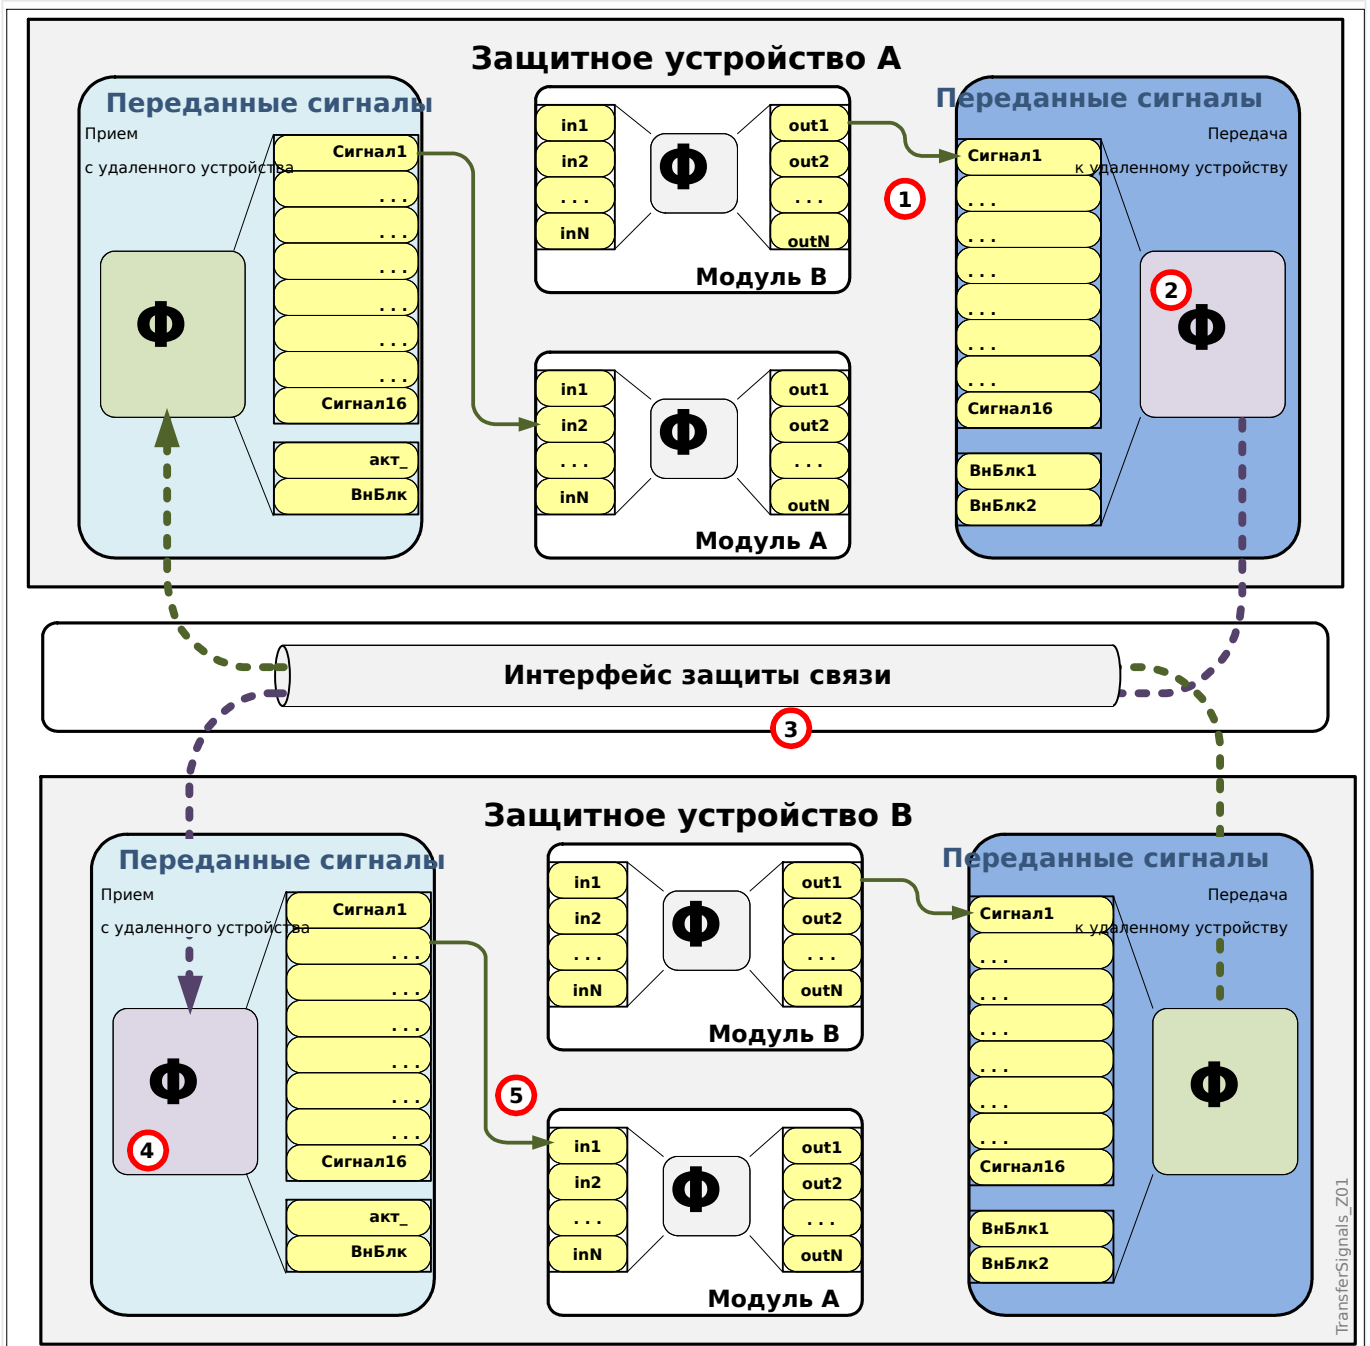 Защитное устройство A
Переданные сигналы
Прием
с удаленного устройства
Сигнал1
. . .
. . .
. . .
. . .
. . .
. . .
Сигнал16
акт_
ВнБлк
Ф
in1
in2
. . .
inN
Ф
out1
out2
. . .
outN
Модуль B
in1
in2
. . .
inN
Ф
out1
out2
. . .
outN
Модуль A
1
Переданные сигналы
Передача
к удаленному устройству
Сигнал1
. . .
. . .
. . .
. . .
. . .
. . .
Сигнал16
ВнБлк1
ВнБлк2
2
Ф
Интерфейс защиты связи
3
Защитное устройство B
Переданные сигналы
Прием
с удаленного устройства
Сигнал1
. . .
. . .
. . .
. . .
. . .
. . .
Сигнал16
акт_
ВнБлк
Ф
4
5
in1
in2
. . .
inN
Ф
out1
out2
. . .
outN
Модуль B
in1
in2
. . .
inN
Ф
out1
out2
. . .
outN
Модуль A
Переданные сигналы
Передача
к удаленному устройству
Сигнал1
. . .
. . .
. . .
. . .
. . .
. . .
Сигнал16
ВнБлк1
ВнБлк2
Ф
TransferSignals_Z01